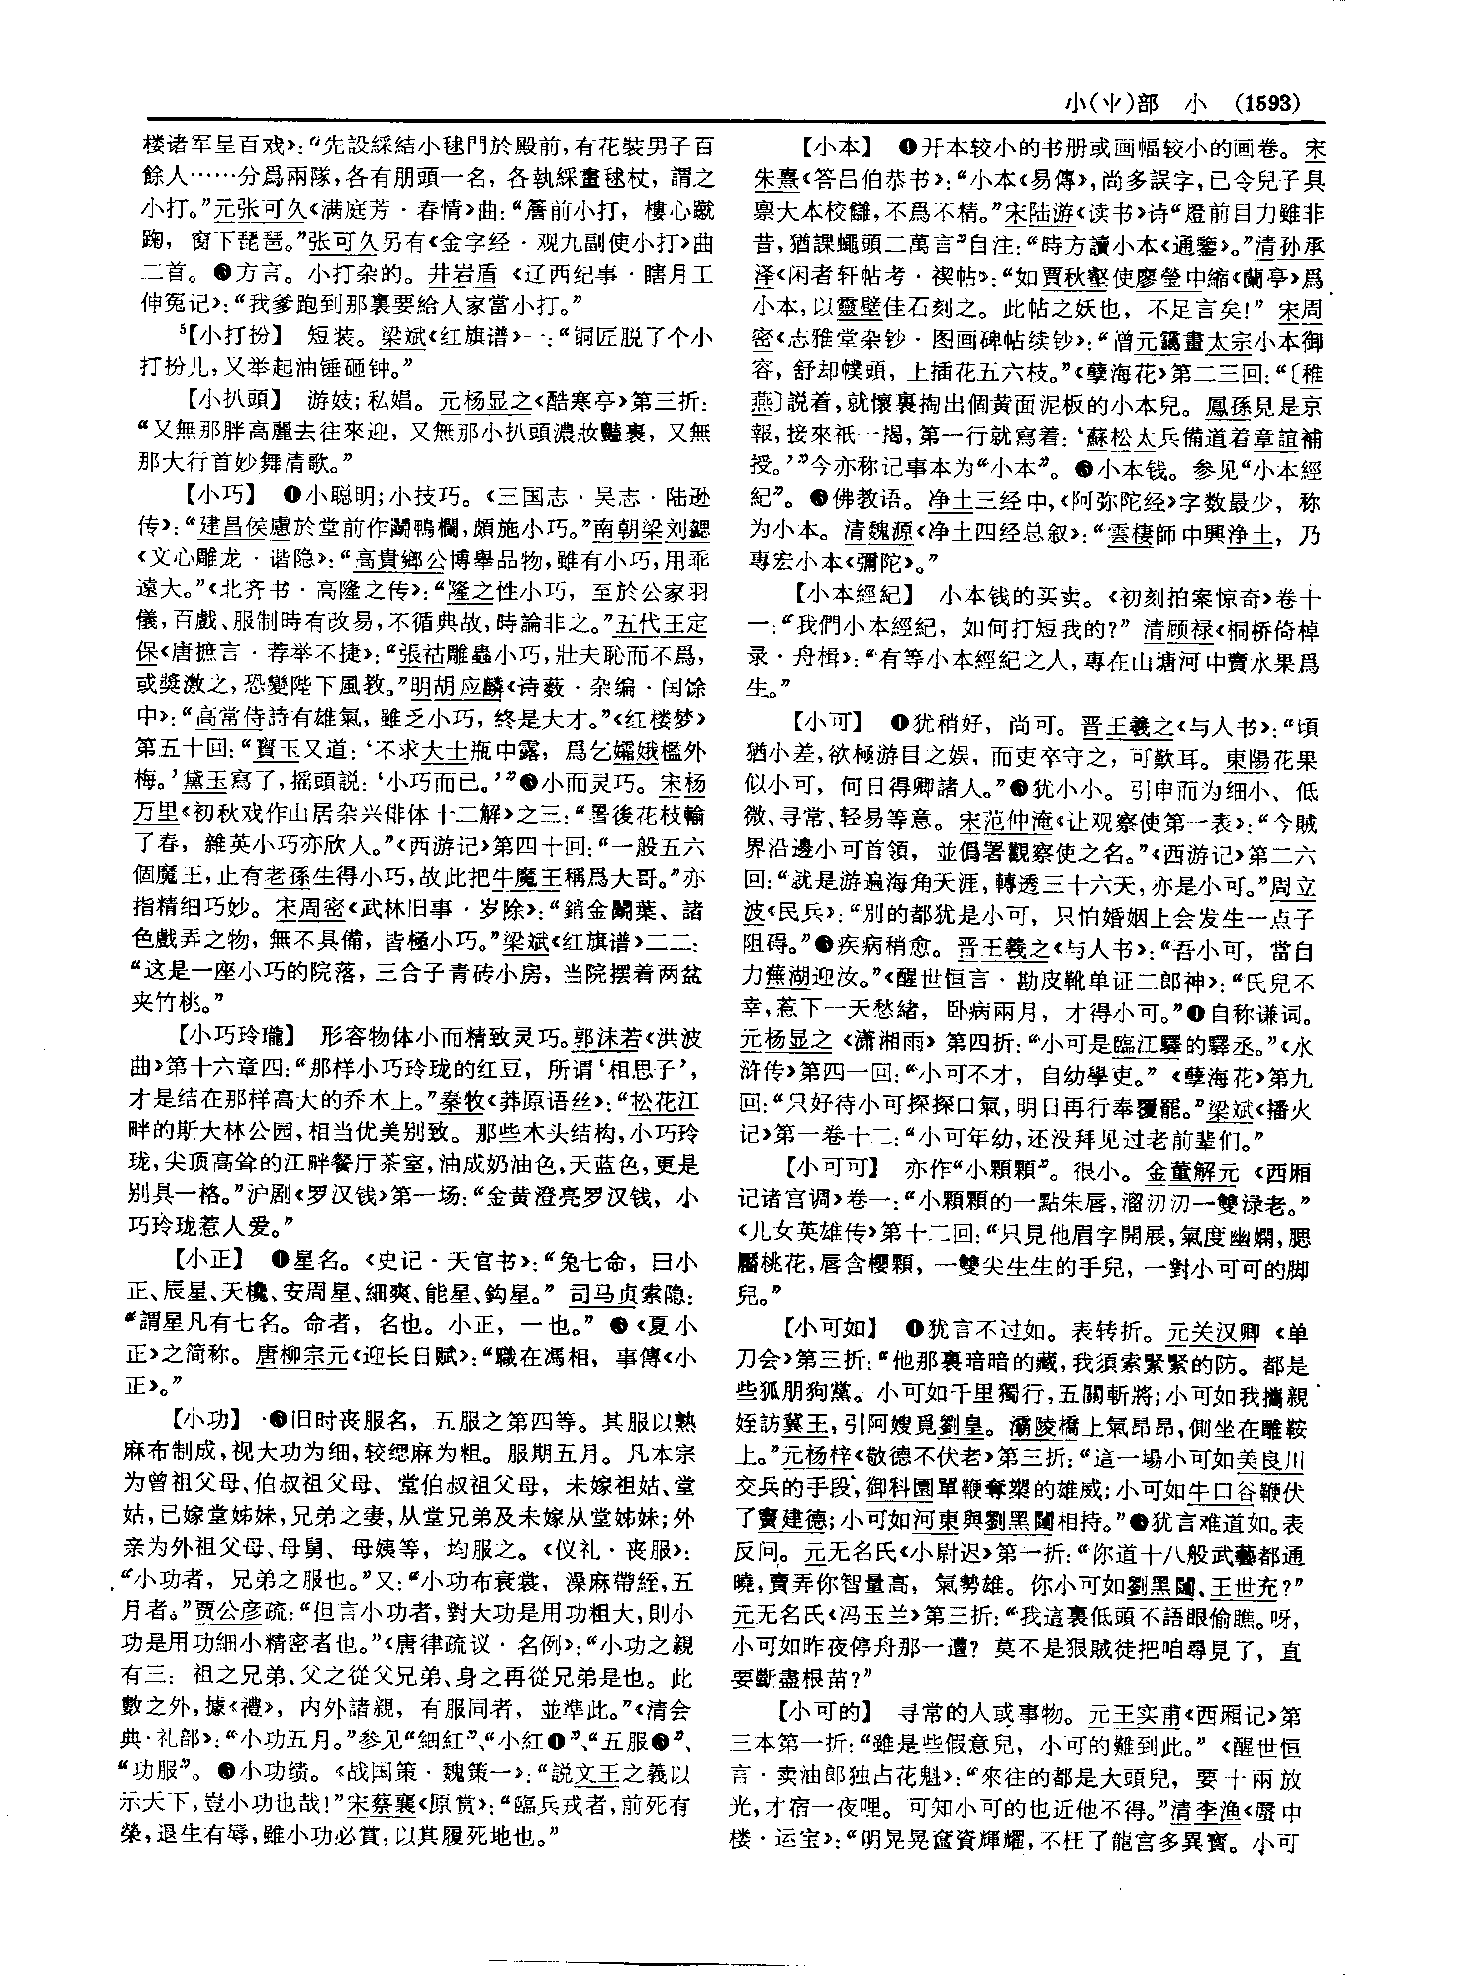 小(⺌)部　小　(1593)
楼诸军呈百戏》：“先設綵結小毬門於殿前，有花裝男子百
餘人……分爲兩隊，各有朋頭一名，各執綵畫毬杖，謂之
小打。”元张可久《满庭芳·春情》曲：“簷前小打，樓心蹴
踘，窗下琵琶。”张可久另有《金字经·观九副使小打》曲
二首。❷方言。小打杂的。井岩盾《辽西纪事·瞎月工
伸冤记》：“我爹跑到那裏要給人家當小打。”
⁵【小打扮】　短装。梁斌《红旗谱》一一：“铜匠脱了个小
打扮儿，又举起油锤砸钟。”
【小扒頭】　游妓；私娼。元杨显之《酷寒亭》第三折：
“又無那胖高麗去往來迎，又無那小扒頭濃妝豔裹，又無
那大行首妙舞清歌。”
【小巧】　❶小聪明；小技巧。《三国志·吴志·陆逊
传》：“建昌侯慮於堂前作鬭鴨欄，頗施小巧。”南朝梁刘勰
《文心雕龙·谐隐》：“高貴鄉公博舉品物，雖有小巧，用乖
遠大。”《北齐书·高隆之传》：“隆之性小巧，至於公家羽
儀，百戲、服制時有改易，不循典故，時論非之。”五代王定
保《唐摭言·荐举不捷》：“張祜雕蟲小巧，壯夫恥而不爲，
或獎激之，恐變陛下風教。”明胡应麟《诗薮·杂编·闰馀
中》：“高常侍詩有雄氣，雖乏小巧，終是大才。”《红楼梦》
第五十回：“寶玉又道：‘不求大士瓶中露，爲乞孀娥檻外
梅。’黛玉寫了，摇頭説：‘小巧而已。’”❷小而灵巧。宋杨
万里《初秋戏作山居杂兴俳体十二解》之三：“暑後花枝輸
了春，雜英小巧亦欣人。”《西游记》第四十回：“一般五六
個魔王，止有老孫生得小巧，故此把牛魔王稱爲大哥。”亦
指精细巧妙。宋周密《武林旧事·岁除》：“銷金鬭葉、諸
色戲弄之物，無不具備，皆極小巧。”梁斌《红旗谱》二二：
“这是一座小巧的院落，三合子青砖小房，当院摆着两盆
夹竹桃。”
【小巧玲瓏】　形容物体小而精致灵巧。郭沫若《洪波
曲》第十六章四：“那样小巧玲珑的红豆，所谓‘相思子’，
才是结在那样高大的乔木上。”秦牧《莽原语丝》：“松花江
畔的斯大林公园，相当优美别致。那些木头结构，小巧玲
珑，尖顶高耸的江畔餐厅茶室，油成奶油色，天蓝色，更是
别具一格。”沪剧《罗汉钱》第一场：“金黄澄亮罗汉钱，小
巧玲珑惹人爱。”
【小正】　❶星名。《史记·天官书》：“兔七命，曰小
正、辰星、天欃、安周星、細爽、能星、鈎星。”司马贞索隐：
“謂星凡有七名。命者，名也。小正，一也。”❷《夏小
正》之简称。唐柳宗元《迎长日赋》：“職在馮相，事傳《小
正》。”
【小功】　❶旧时丧服名，五服之第四等。其服以熟
麻布制成，视大功为细，较缌麻为粗。服期五月。凡本宗
为曾祖父母、伯叔祖父母、堂伯叔祖父母，未嫁祖姑、堂
姑，已嫁堂姊妹，兄弟之妻，从堂兄弟及未嫁从堂姊妹；外
亲为外祖父母、母舅、母姨等，均服之。《仪礼·丧服》：
“小功者，兄弟之服也。”又：“小功布衰裳，澡麻帶絰，五
月者。”贾公彦疏：“但言小功者，對大功是用功粗大，則小
功是用功細小精密者也。”《唐律疏议·名例》：“小功之親
有三：祖之兄弟、父之從父兄弟、身之再從兄弟是也。此
數之外，據《禮》，内外諸親，有服同者，並準此。”《清会
典·礼部》：“小功五月。”参见“細紅”、“小紅❶”、“五服❷”、
“功服”。❷小功绩。《战国策·魏策一》：“説文王之義以
示天下，豈小功也哉！”宋蔡襄《原赏》：“臨兵戎者，前死有
榮，退生有辱，雖小功必賞，以其履死地也。”
【小本】　❶开本较小的书册或画幅较小的画卷。宋
朱熹《答吕伯恭书》：“小本《易傳》，尚多誤字，已令兒子具
禀大本校讎，不爲不精。”宋陆游《读书》诗“燈前目力雖非
昔，猶課蠅頭二萬言”自注：“時方讀小本《通鑒》。”清孙承
泽《闲者轩帖考·禊帖》：“如賈秋壑使廖瑩中縮《蘭亭》爲
小本，以靈壁佳石刻之。此帖之妖也，不足言矣！”宋周
密《志雅堂杂钞·图画碑帖续钞》：“僧元靄畫太宗小本御
容，舒却幞頭，上插花五六枝。”《孽海花》第二三回：“〔稚
燕〕説着，就懷裏掏出個黄面泥板的小本兒。鳳孫見是京
報，接來祇一揭，第一行就寫着：‘蘇松太兵備道着章誼補
授。’”今亦称记事本为“小本”。❷小本钱。参见“小本經
紀”。❸佛教语。净土三经中，《阿弥陀经》字数最少，称
为小本。清魏源《净土四经总叙》：“雲棲師中興浄土，乃
專宏小本《彌陀》。”
【小本經紀】　小本钱的买卖。《初刻拍案惊奇》卷十
一：“我們小本經紀，如何打短我的？”清顾禄《桐桥倚棹
录·舟楫》：“有等小本經紀之人，專在山塘河中賣水果爲
生。”
【小可】　❶犹稍好，尚可。晋王羲之《与人书》：“頃
猶小差，欲極游目之娱，而吏卒守之，可歎耳。東陽花果
似小可，何日得卿諸人。”❷犹小小。引申而为细小、低
微、寻常、轻易等意。宋范仲淹《让观察使第一表》：“今賊
界沿邊小可首領，並僞署觀察使之名。”《西游记》第二六
回：“就是游遍海角天涯，轉透三十六天，亦是小可。”周立
波《民兵》：“别的都犹是小可，只怕婚姻上会发生一点子
阻碍。”❸疾病稍愈。晋王羲之《与人书》：“吾小可，當自
力蕪湖迎汝。”《醒世恒言·勘皮靴单证二郎神》：“氏兒不
幸，惹下一天愁緒，卧病兩月，才得小可。”❹自称谦词。
元杨显之《潇湘雨》第四折：“小可是臨江驛的驛丞。”《水
浒传》第四一回：“小可不才，自幼學吏。”《孽海花》第九
回：“只好待小可探探口氣，明日再行奉覆罷。”梁斌《播火
记》第一卷十二：“小可年幼，还没拜见过老前辈们。”
【小可可】　亦作“小顆顆”。很小。金董解元《西厢
记诸宫调》卷一：“小顆顆的一點朱唇，溜汃汃一雙渌老。”
《儿女英雄传》第十二回：“只見他眉字開展，氣度幽嫻，腮
靨桃花，唇含櫻顆，一雙尖生生的手兒，一對小可可的脚
兒。”
【小可如】　❶犹言不过如。表转折。元关汉卿《单
刀会》第三折：“他那裏暗暗的藏，我須索緊緊的防。都是
些狐朋狗黨。小可如千里獨行，五關斬將；小可如我攜親
姪訪冀王，引阿嫂覓劉皇。灞陵橋上氣昂昂，側坐在雕鞍
上。”元杨梓《敬德不伏老》第三折：“這一場小可如美良川
交兵的手段，御科園單鞭奪槊的雄威；小可如牛口谷鞭伏
了竇建德；小可如河東與劉黑闥相持。”❷犹言难道如。表
反问。元无名氏《小尉迟》第一折：“你道十八般武藝都通
曉，賣弄你智量高，氣勢雄。你小可如劉黑闥、王世充？”
元无名氏《冯玉兰》第三折：“我這裏低頭不語眼偷瞧。呀，
小可如昨夜停舟那一遭？莫不是狠賊徒把咱尋見了，直
要斷盡根苗？”
【小可的】　寻常的人或事物。元王实甫《西厢记》第
三本第一折：“雖是些假意兒，小可的難到此。”《醒世恒
言·卖油郎独占花魁》：“來往的都是大頭兒，要十兩放
光，才宿一夜哩。可知小可的也近他不得。”清李渔《蜃中
楼·运宝》：“明晃晃奩資輝耀，不枉了龍宫多異寶。小可